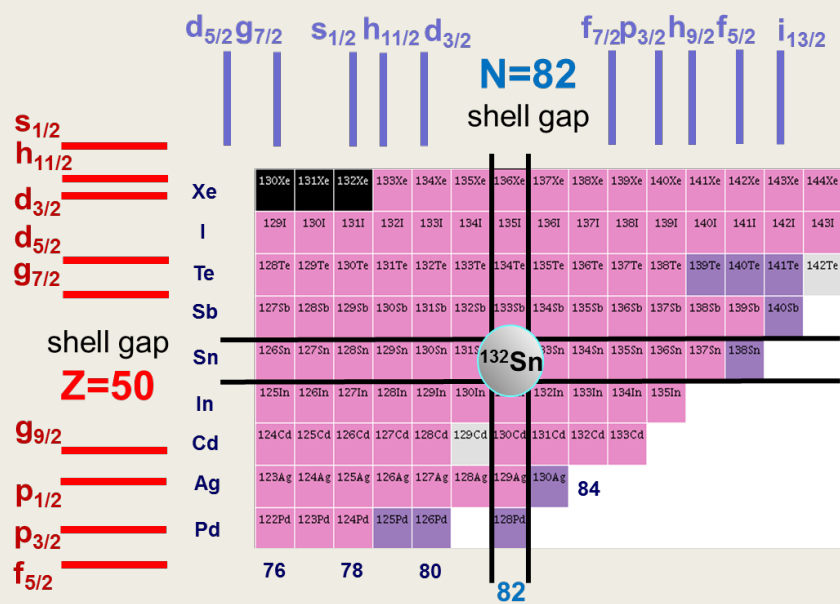 d5/2 g7/2 s1/2 h11/2 d3/2 f7/2 p3/2 h9/2 f5/2 i13/2
N=82
shell gap
s1/2
h11/2
d3/2
d5/2
g7/2
shell gap
Z=50
g9/2
p1/2
p3/2
f5/2
Xe 130Xe 131Xe 132Xe 133Xe 134Xe 135Xe 136Xe 137Xe 138Xe 139Xe 140Xe 141Xe 142Xe 143Xe 144Xe
I 129I 130I 131I 132I 133I 134I 135I 136I 137I 138I 139I 140I 141I 142I 143I
Te 128Te 129Te 130Te 131Te 132Te 133Te 134Te 135Te 136Te 137Te 138Te 139Te 140Te 141Te 142Te
Sb 127Sb 128Sb 129Sb 130Sb 131Sb 132Sb 133Sb 134Sb 135Sb 136Sb 137Sb 138Sb 139Sb 140Sb
Sn 126Sn 127Sn 128Sn 129Sn 130Sn 132Sn 134Sn 135Sn 136Sn 137Sn 138Sn
In 125In 126In 127In 128In 129In 130In 132In 133In 134In 135In
Cd 124Cd 125Cd 126Cd 127Cd 128Cd 129Cd 130Cd 131Cd 132Cd 133Cd
Ag 123Ag 124Ag 125Ag 126Ag 127Ag 128Ag 129Ag 130Ag 84
Pd 122Pd 123Pd 124Pd 125Pd 126Pd 128Pd
76 78 80
82